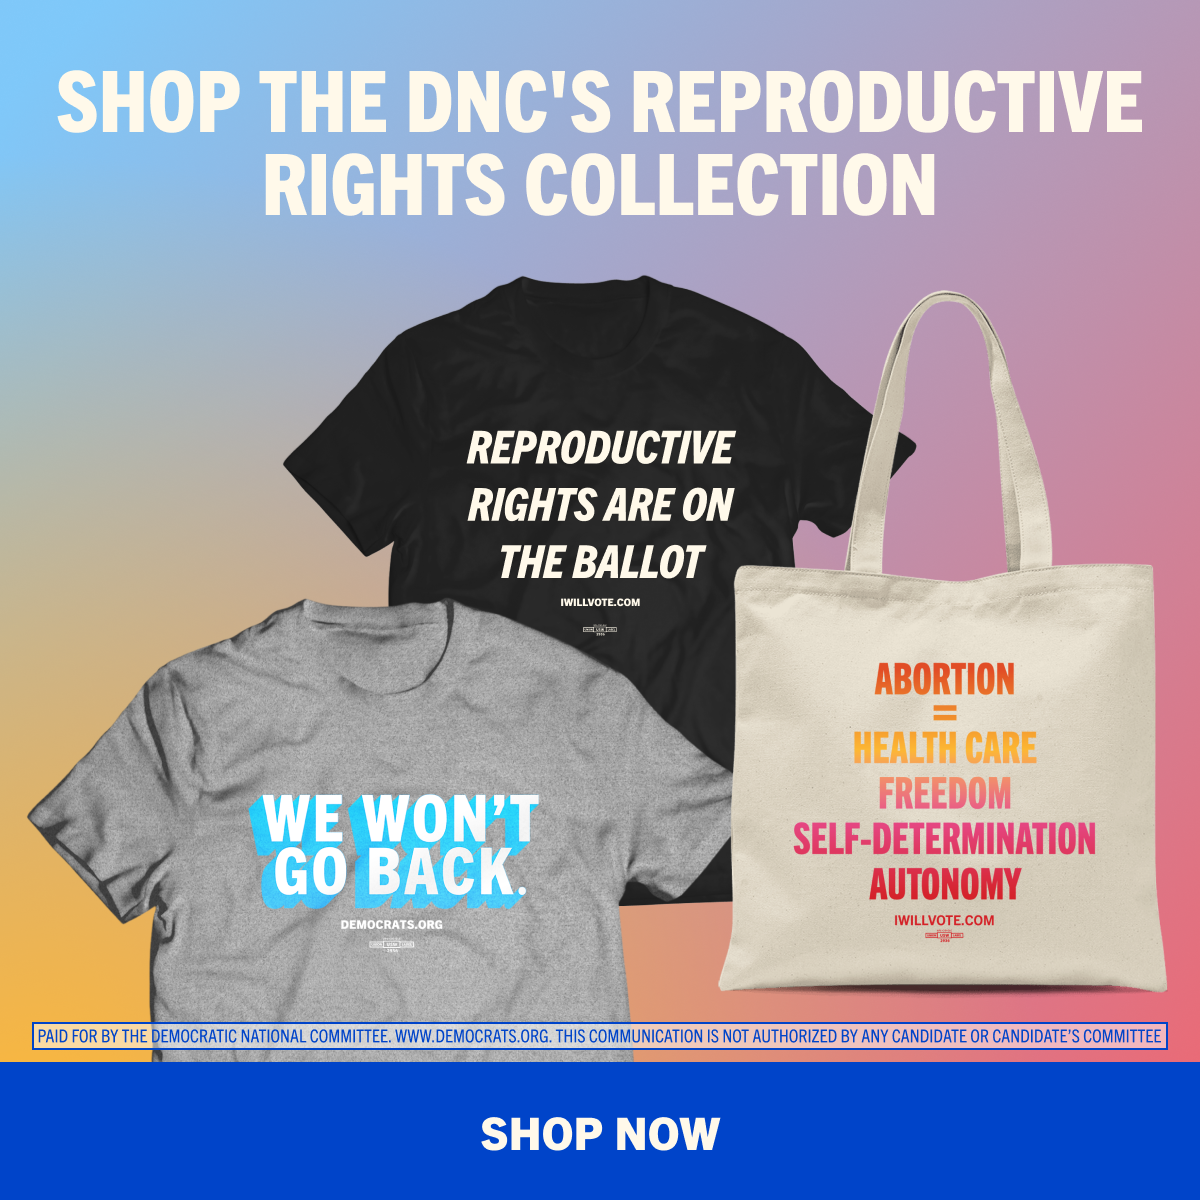 SHOP THE DNC'S REPRODUCTIVE
RIGHTS COLLECTION
REPRODUCTIVE
RIGHTS ARE ON
THE BALLOT
IWILLVOTE.COM
WE WON'T
GO BACK.
DEMOCRATS.ORG
ABORTION
=
HEALTH CARE
FREEDOM
SELF-DETERMINATION
AUTONOMY
IWILLVOTE.COM
PAID FOR BY THE DEMOCRATIC NATIONAL COMMITTEE. WWW.DEMOCRATS.ORG. THIS COMMUNICATION IS NOT AUTHORIZED BY ANY CANDIDATE OR CANDIDATE'S COMMITTEE
SHOP NOW